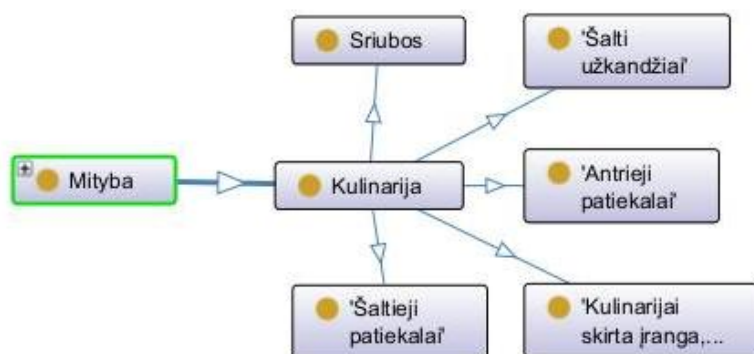 Sriubos
'Šalti
užkandžiai'
Mityba
Kulinarija
'Antrieji
patiekalai'
'Šaltieji
patiekalai'
'Kulinarijai
skirta įranga,...